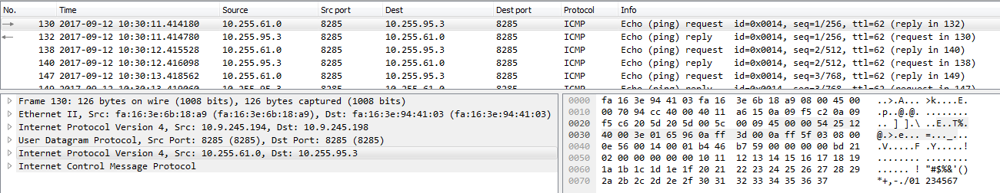 No. Time Source Src port Dest Dest port Protocol Info
130 2017-09-12 10:30:11.414180 10.255.61.0 8285 10.255.95.3 8285 ICMP Echo (ping) request id=0x0014, seq=1/256, ttl=62 (reply in 132)
132 2017-09-12 10:30:11.414780 10.255.95.3 8285 10.255.61.0 8285 ICMP Echo (ping) reply id=0x0014, seq=1/256, ttl=62 (request in 130)
138 2017-09-12 10:30:12.415528 10.255.61.0 8285 10.255.95.3 8285 ICMP Echo (ping) request id=0x0014, seq=2/512, ttl=62 (reply in 140)
140 2017-09-12 10:30:12.416098 10.255.95.3 8285 10.255.61.0 8285 ICMP Echo (ping) reply id=0x0014, seq=2/512, ttl=62 (request in 138)
147 2017-09-12 10:30:13.418562 10.255.61.0 8285 10.255.95.3 8285 ICMP Echo (ping) request id=0x0014, seq=3/768, ttl=62 (reply in 149)
Frame 130: 126 bytes on wire (1008 bits), 126 bytes captured (1008 bits)
Ethernet II, Src: fa:16:3e:6b:18:a9 (fa:16:3e:6b:18:a9), Dst: fa:16:3e:94:41:03 (fa:16:3e:94:41:03)
Internet Protocol Version 4, Src: 10.9.245.194, Dst: 10.9.245.198
User Datagram Protocol, Src Port: 8285 (8285), Dst Port: 8285 (8285)
Internet Protocol Version 4, Src: 10.255.61.0, Dst: 10.255.95.3
Internet Control Message Protocol
0000 fa 16 3e 94 41 03 fa 16 3e 6b 18 a9 08 00 45 00 ..>.A... >k....E.
0010 00 70 94 cc 40 00 40 11 a6 15 0a 09 f5 c2 0a 09 .p..@.@. ........
0020 f5 c6 20 5d 20 5d 00 5c 00 09 45 00 00 54 25 12 .. ] ].\ ..E..T%.
0030 40 00 3e 01 65 96 0a ff 3d 00 0a ff 5f 03 08 00 @.>.e... =..._...
0040 0e 56 00 14 00 01 b4 46 b7 59 00 00 00 00 bd 21 .V.....F .Y.....!
0050 02 00 00 00 00 00 10 11 12 13 14 15 16 17 18 19 ........ ........
0060 1a 1b 1c 1d 1e 1f 20 21 22 23 24 25 26 27 28 29 ...... ! "#$%&'()
0070 2a 2b 2c 2d 2e 2f 30 31 32 33 34 35 36 37 *+,-./01 234567